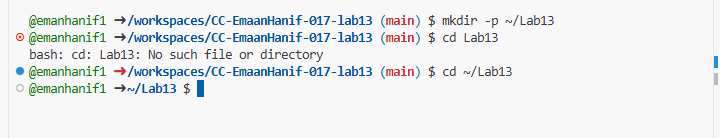 @emanhanif1 ➜/workspaces/CC-EmaanHanif-017-lab13 (main) $ mkdir -p ~/Lab13
@emanhanif1 ➜/workspaces/CC-EmaanHanif-017-lab13 (main) $ cd Lab13
bash: cd: Lab13: No such file or directory
@emanhanif1 ➜/workspaces/CC-EmaanHanif-017-lab13 (main) $ cd ~/Lab13
@emanhanif1 ➜~/Lab13 $